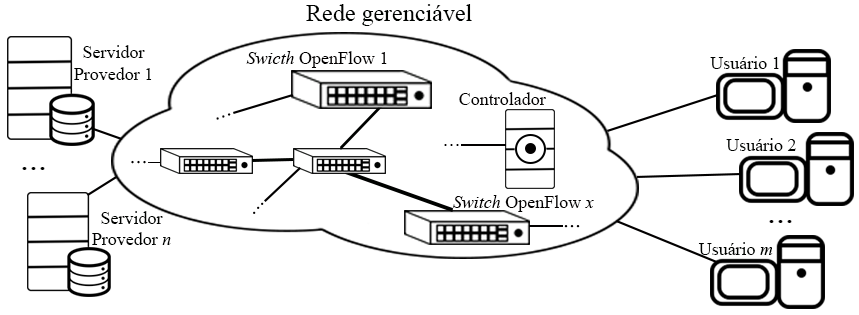 Rede gerenciável
Servidor
Provedor 1
Swicth OpenFlow 1
Controlador
Usuário 1
Usuário 2
...
...
Servidor
Provedor n
Switch OpenFlow x
...
...
...
...
...
Usuário m